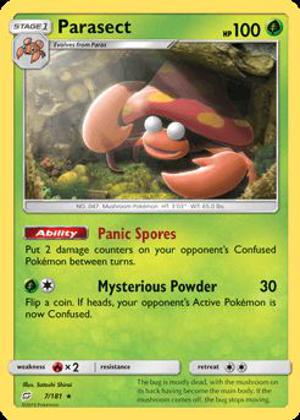 STAGE 1
Parasect
HP 100
Evolves from Paras
NO. 047 Mushroom Pokémon HT: 3'03" WT: 65.0 lbs.
Ability Panic Spores
Put 2 damage counters on your opponent's Confused
Pokémon between turns.
Mysterious Powder 30
Flip a coin. If heads, your opponent's Active Pokémon is
now Confused.
weakness ×2 resistance retreat
Illus. Satoshi Shirai
7/181 ★
©2019 Pokémon
The bug is mostly dead, with the mushroom
on its back having become the main body. If the
mushroom comes off, the bug stops moving.